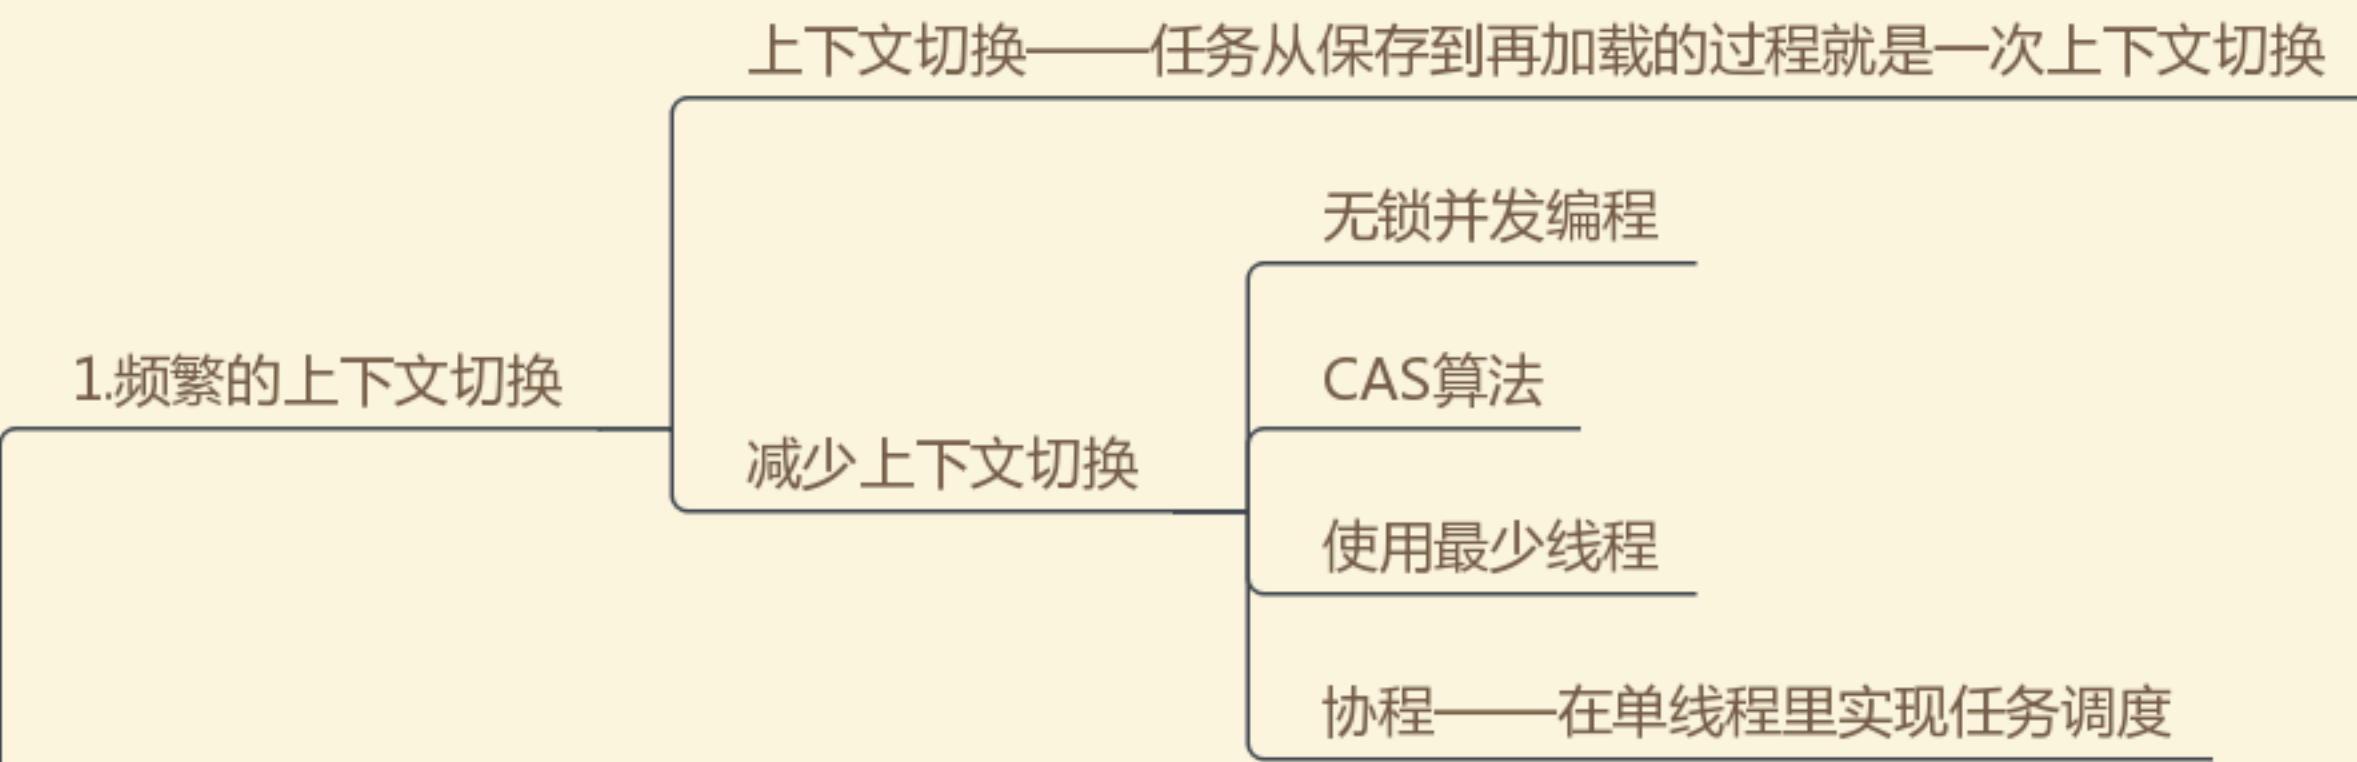 上下文切换——任务从保存到再加载的过程就是一次上下文切换
无锁并发编程
1.频繁的上下文切换
CAS算法
减少上下文切换
使用最少线程
协程——在单线程里实现任务调度